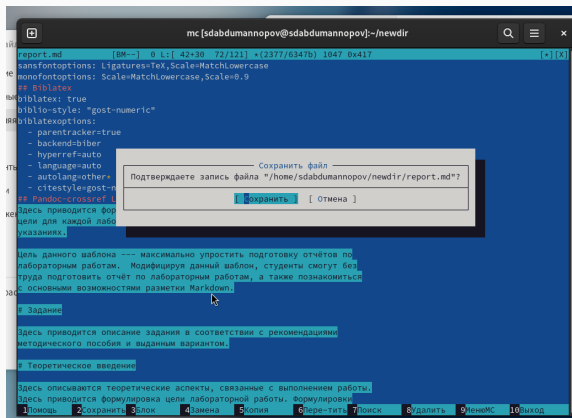 mc [sdabdumannopov@sdabdumannopov]:~/newdir
report.md [BM--] 0 L:[ 42+30 72/121] *(2377/6347b) 1047 0x417 [*][X]
sansfontoptions: Ligatures=TeX,Scale=MatchLowercase
monofontoptions: Scale=MatchLowercase,Scale=0.9
## Biblatex
biblatex: true
biblio-style: "gost-numeric"
biblatexoptions:
- parentracker=true
- backend=biber
- hyperref=auto
- language=auto
- autolang=other*
- citestyle=gost-n
## Pandoc-crossref L
Сохранить файл
Подтверждаете запись файла "/home/sdabdumannopov/newdir/report.md"?
[ Сохранить ] [ Отмена ]
Здесь приводится фор
цели для каждой лабо
указаниях.
Цель данного шаблона --- максимально упростить подготовку отчётов по
лабораторным работам. Модифицируя данный шаблон, студенты смогут без
труда подготовить отчёт по лабораторным работам, а также познакомиться
с основными возможностями разметки Markdown.
# Задание
Здесь приводится описание задания в соответствии с рекомендациями
методического пособия и выданным вариантом.
# Теоретическое введение
Здесь описываются теоретические аспекты, связанные с выполнением работы.
Здесь приводится формулировка цели лабораторной работы. Формулировки
1Помощь 2Сохранить 3Блок 4Замена 5Копия 6Пере~тить 7Поиск 8Удалить 9МенюMC 10Выход